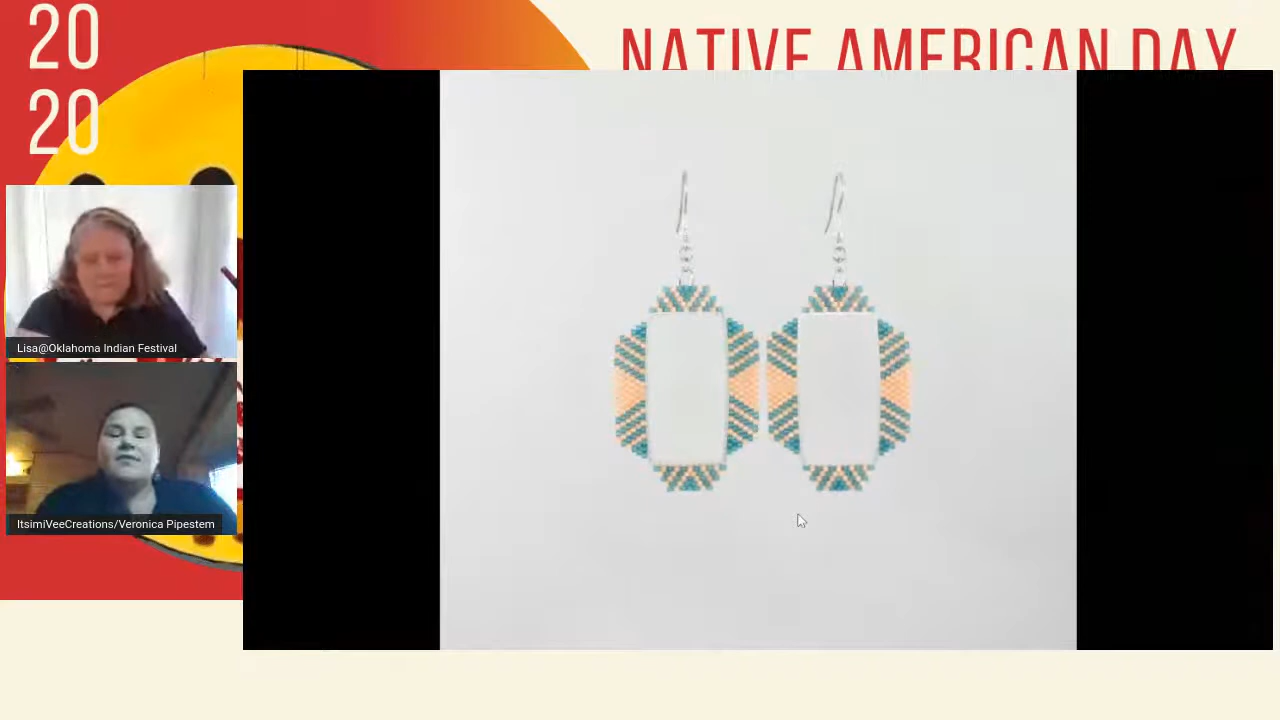 20
20
NATIVE AMERICAN DAY
Lisa@Oklahoma Indian Festival
ItsimiVeeCreations/Veronica Pipestem